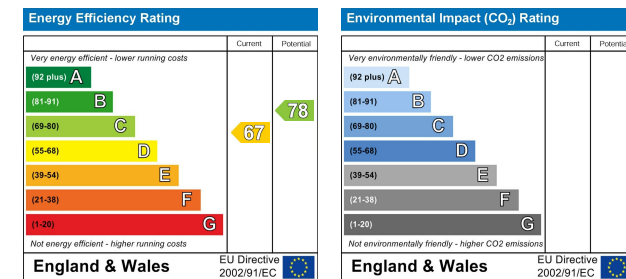 Energy Efficiency Rating
Current Potential
Very energy efficient - lower running costs
(92 plus) A
(81-91) B
78
(69-80) C
67
(55-68) D
(39-54) E
(21-38) F
(1-20) G
Not energy efficient - higher running costs
England & Wales
EU Directive
2002/91/EC
Environmental Impact (CO2) Rating
Current Potential
Very environmentally friendly - lower CO2 emissions
(92 plus) A
(81-91) B
(69-80) C
(55-68) D
(39-54) E
(21-38) F
(1-20) G
Not environmentally friendly - higher CO2 emissions
England & Wales
EU Directive
2002/91/EC